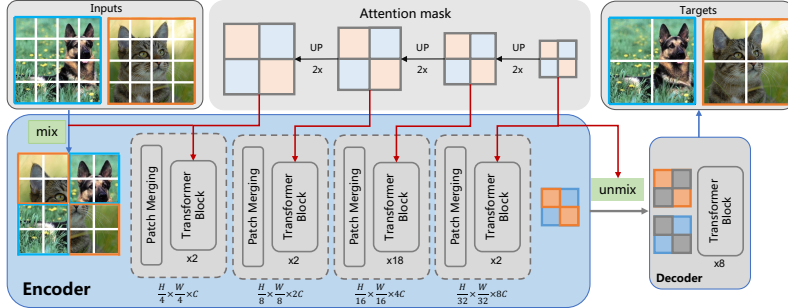 Inputs
Attention mask
Targets
UP
2x
UP
2x
UP
2x
mix
Patch Merging
Transformer
Block
x2
Patch Merging
Transformer
Block
x2
Patch Merging
Transformer
Block
x18
Patch Merging
Transformer
Block
x2
unmix
Transformer
Block
x8
Decoder
Encoder
H/4 × W/4 × C
H/8 × W/8 × 2C
H/16 × W/16 × 4C
H/32 × W/32 × 8C